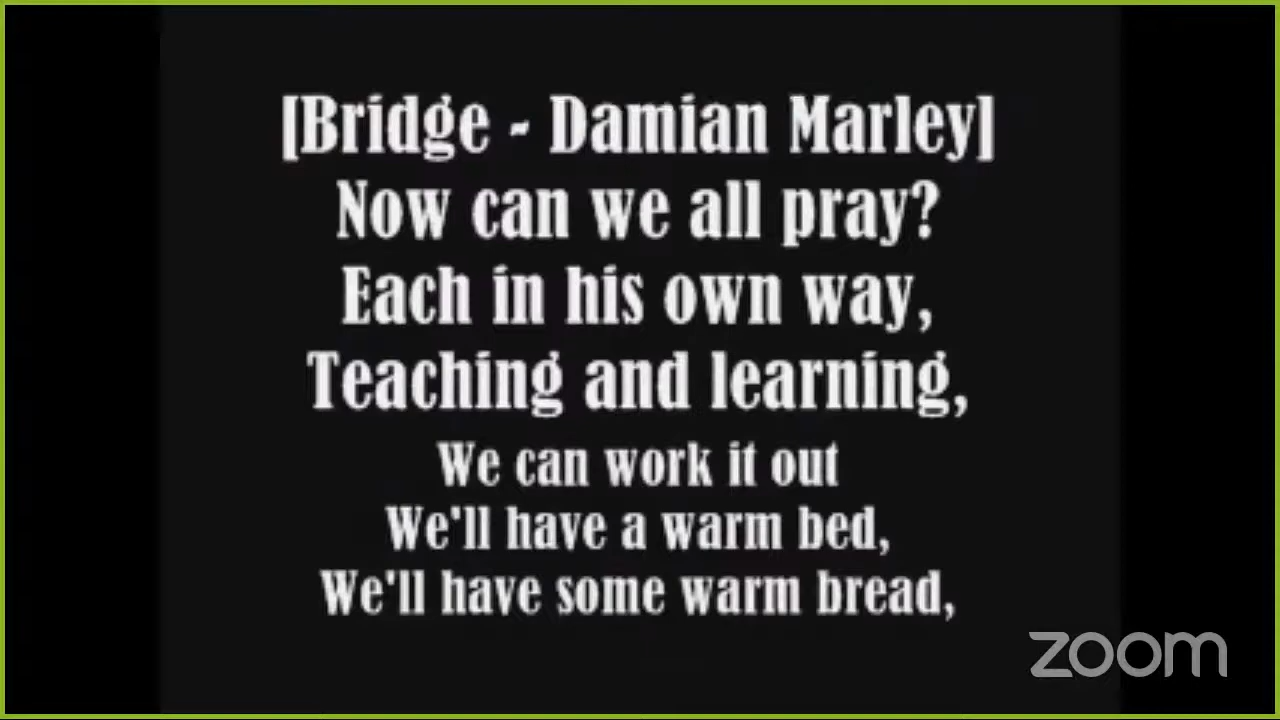 [Bridge - Damian Marley]
Now can we all pray?
Each in his own way,
Teaching and learning,
We can work it out
We'll have a warm bed,
We'll have some warm bread,
zoom